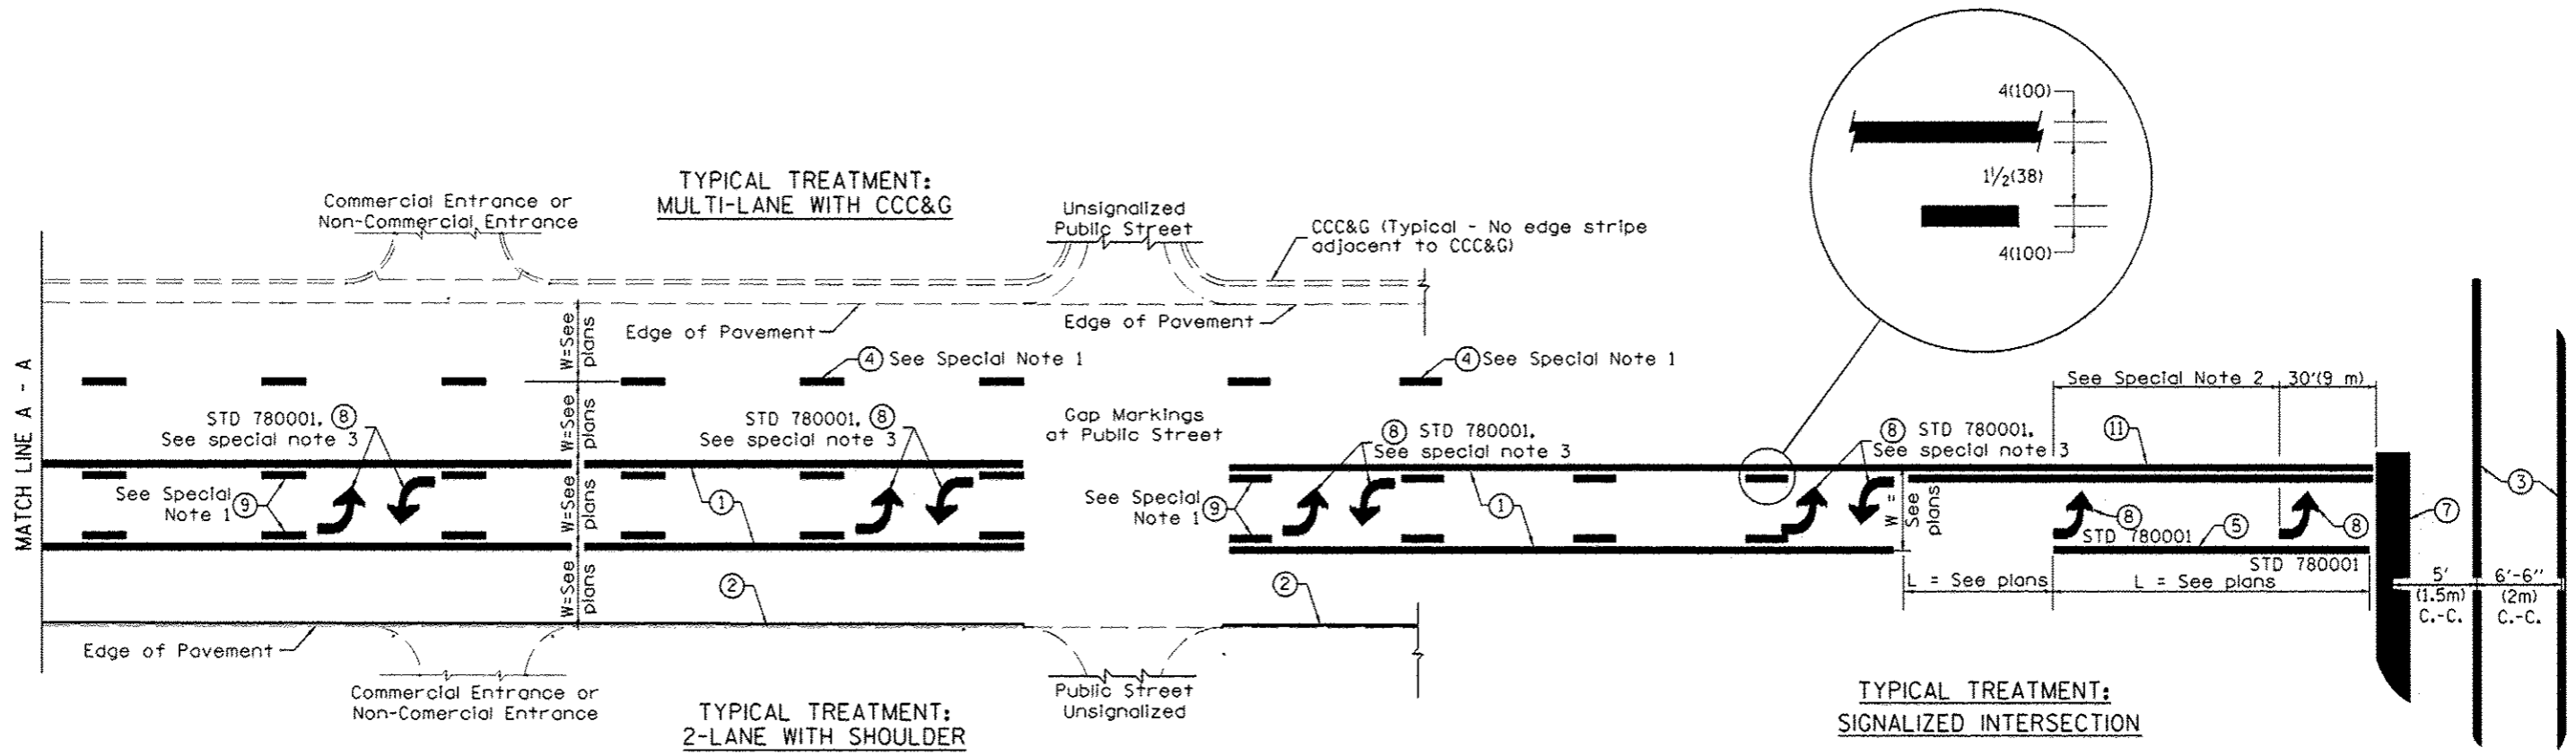 TYPICAL TREATMENT:
MULTI-LANE WITH CCC&G
Commercial Entrance or
Non-Commercial Entrance
Unsignalized
Public Street
CCC&G (Typical - No edge stripe
adjacent to CCC&G)
4(100)
1½(38)
4(100)
Edge of Pavement
Edge of Pavement
W=See
plans
W=See
plans
W=See
plans
W=See
plans
MATCH LINE A - A
4 See Special Note 1
4 See Special Note 1
STD 780001, 8
See special note 3
STD 780001, 8
See special note 3
Gap Markings
at Public Street
8 STD 780001,
See special note 3
8 STD 780001,
See special note 3
See Special Note 2
30'(9 m)
11
See Special
Note 1
9
1
See Special
Note 1
9
1
W =
See
plans
8
STD 780001
5
8
STD 780001
7
3
L = See plans
L = See plans
5'
(1.5m)
C.-C.
6'-6"
(2m)
C.-C.
2
2
Edge of Pavement
Commercial Entrance or
Non-Comercial Entrance
Public Street
Unsignalized
TYPICAL TREATMENT:
2-LANE WITH SHOULDER
TYPICAL TREATMENT:
SIGNALIZED INTERSECTION